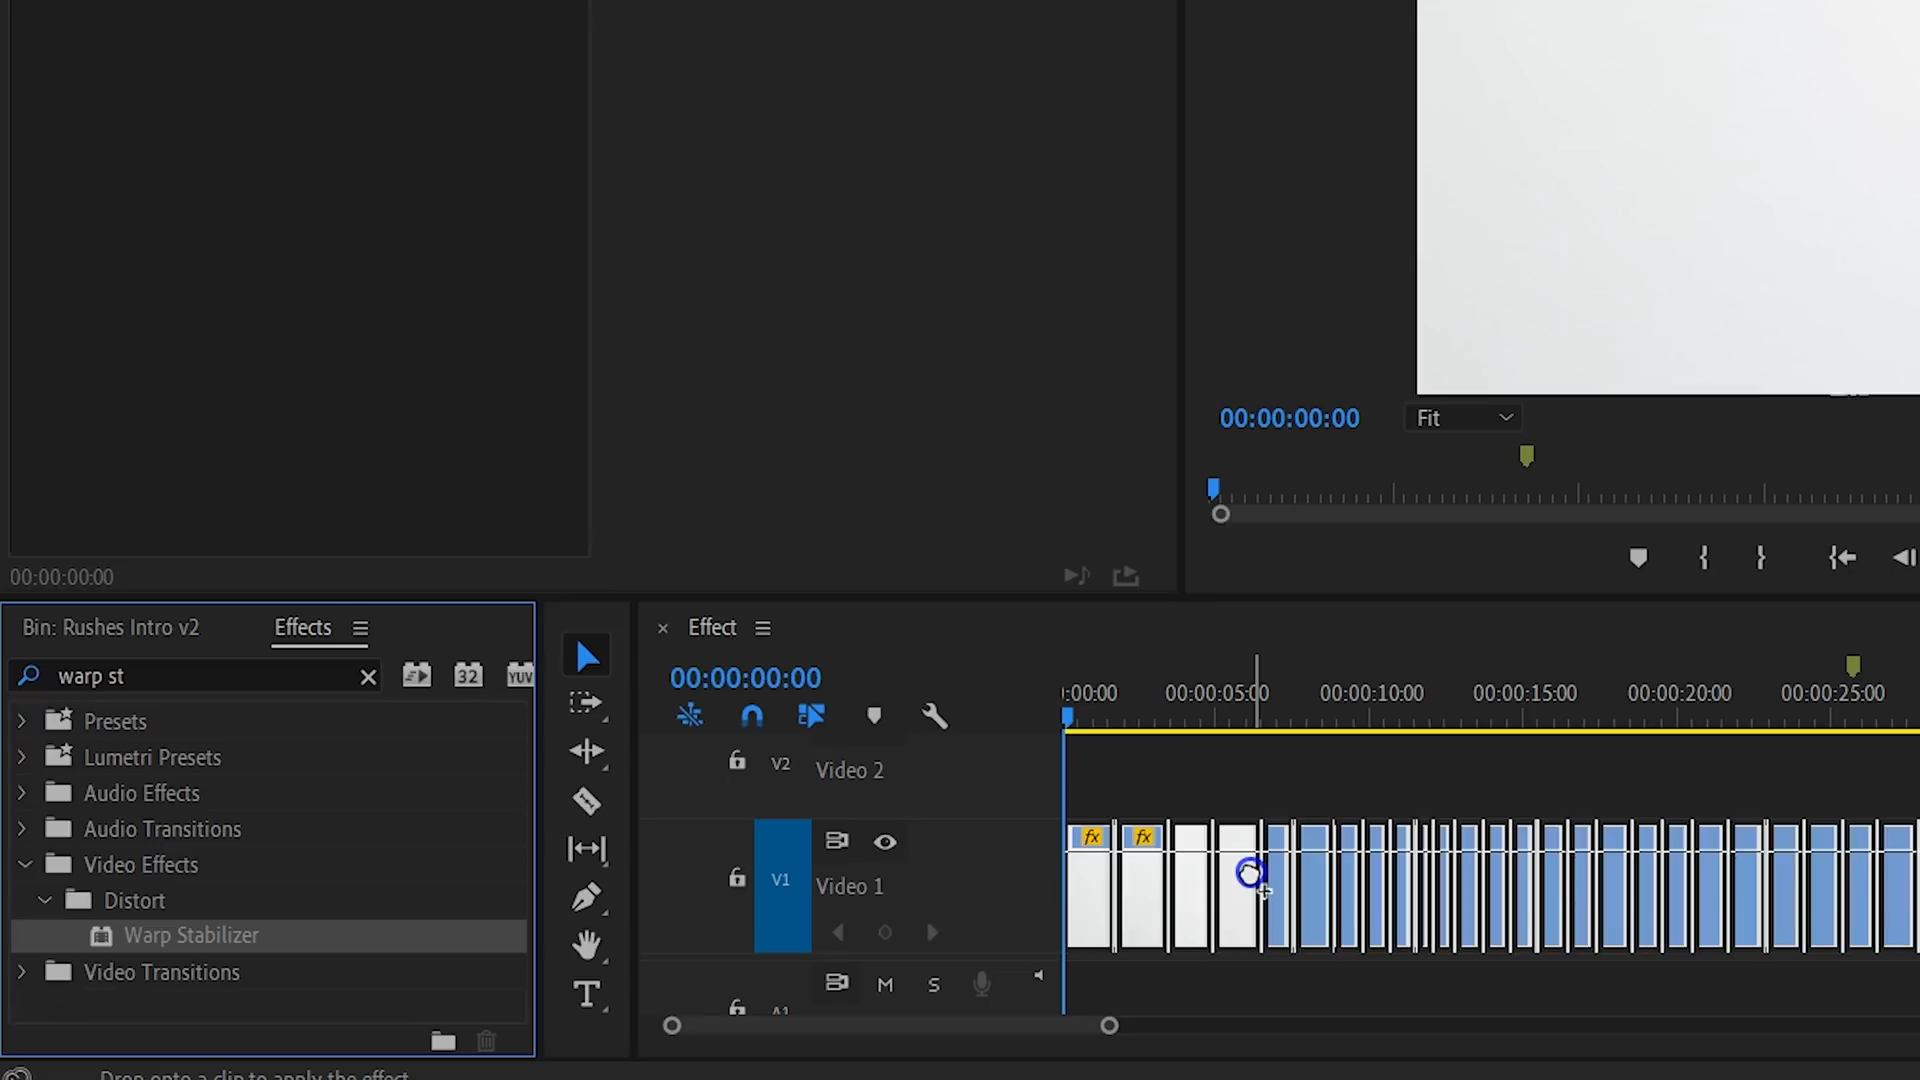 00:00:00:00
Fit
00:00:00:00
Bin: Rushes Intro v2
Effects
warp st
32
YUV
Presets
Lumetri Presets
Audio Effects
Audio Transitions
Video Effects
Distort
Warp Stabilizer
Video Transitions
Effect
00:00:00:00
:00:00
00:00:05:00
00:00:10:00
00:00:15:00
00:00:20:00
00:00:25:00
V2
Video 2
fx
fx
V1
Video 1
M
S
A1
Drop onto a clip to apply the effect